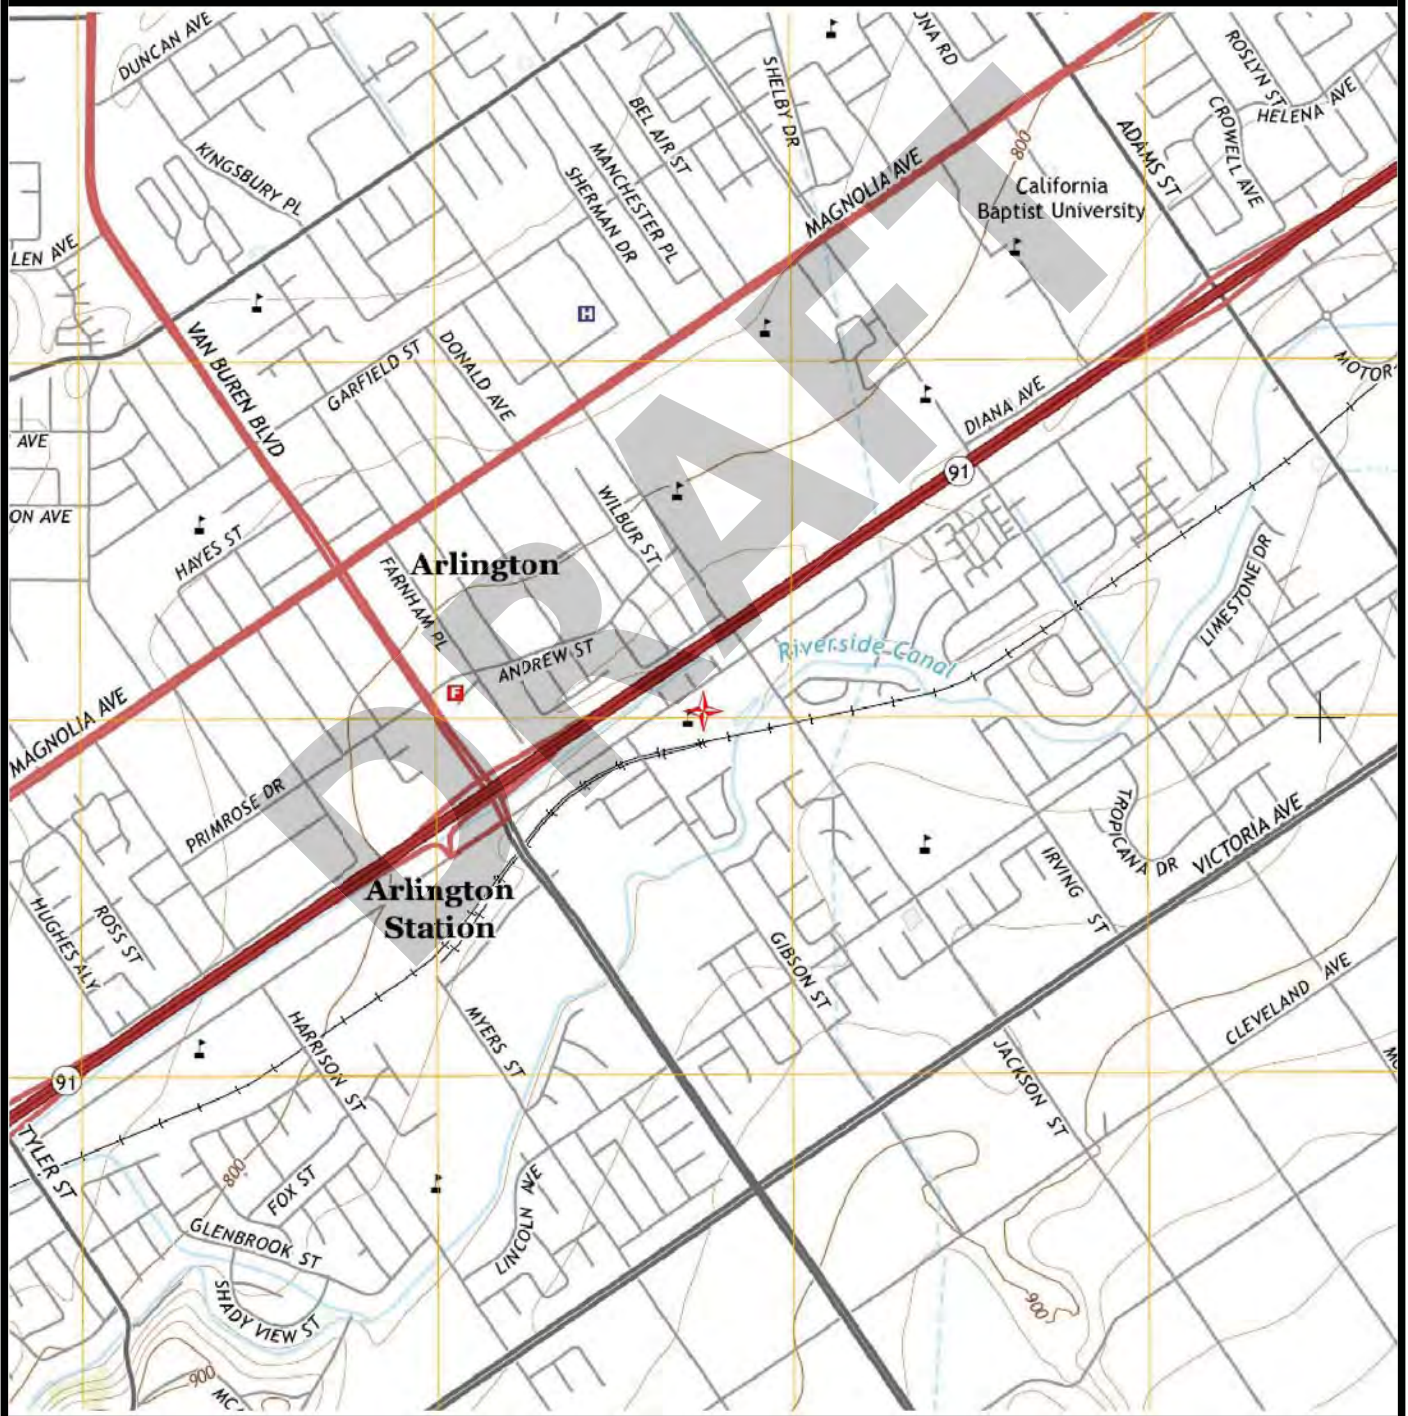 DUNCAN AVE
SHELBY DR
ONA RD
ROSLYN ST
HELENA AVE
CROWELL AVE
ADAMS ST
BEL AIR ST
MANCHESTER PL
SHERMAN DR
KINGSBURY PL
MAGNOLIA AVE
800
California
Baptist University
LEN AVE
H
VAN BUREN BLVD
GARFIELD ST
DONALD AVE
MOTOR
DIANA AVE
AVE
91
ON AVE
HAYES ST
WILBUR ST
Arlington
FARNHAM PL
ANDREW ST
Riverside Canal
LIMESTONE DR
F
MAGNOLIA AVE
PRIMROSE DR
TROPICANA DR
VICTORIA AVE
IRVING ST
Arlington
Station
HUGHES ALY
ROSS ST
GIBSON ST
CLEVELAND AVE
HARRISON ST
MYERS ST
JACKSON ST
91
TYLER ST
800
FOX ST
GLENBROOK ST
LINCOLN AVE
SHADY VIEW ST
900
900
DRAFT